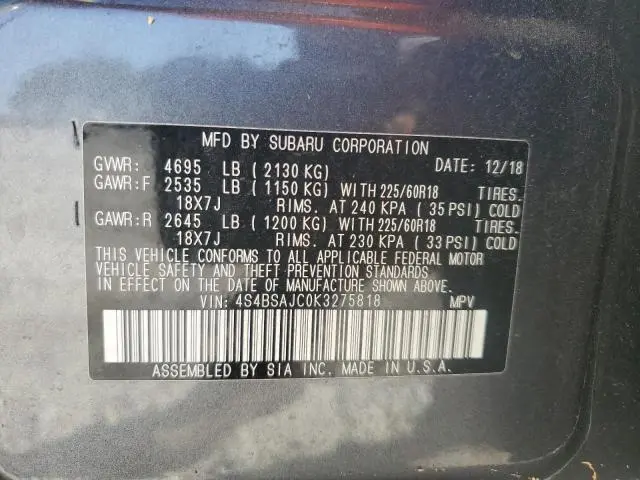 MFD BY SUBARU CORPORATION
GVWR: 4695 LB (2130 KG) DATE: 12/18
GAWR:F 2535 LB (1150 KG) WITH 225/60R18 TIRES.
18X7J RIMS. AT 240 KPA (35 PSI) COLD
GAWR:R 2645 LB (1200 KG) WITH 225/60R18 TIRES.
18X7J RIMS. AT 230 KPA (33 PSI) COLD
THIS VEHICLE CONFORMS TO ALL APPLICABLE FEDERAL MOTOR
VEHICLE SAFETY AND THEFT PREVENTION STANDARDS
IN EFFECT ON THE DATE OF MANUFACTURE SHOWN ABOVE.
VIN: 4S4BSAJC0K3275818 MPV
ASSEMBLED BY SIA INC. MADE IN U.S.A.